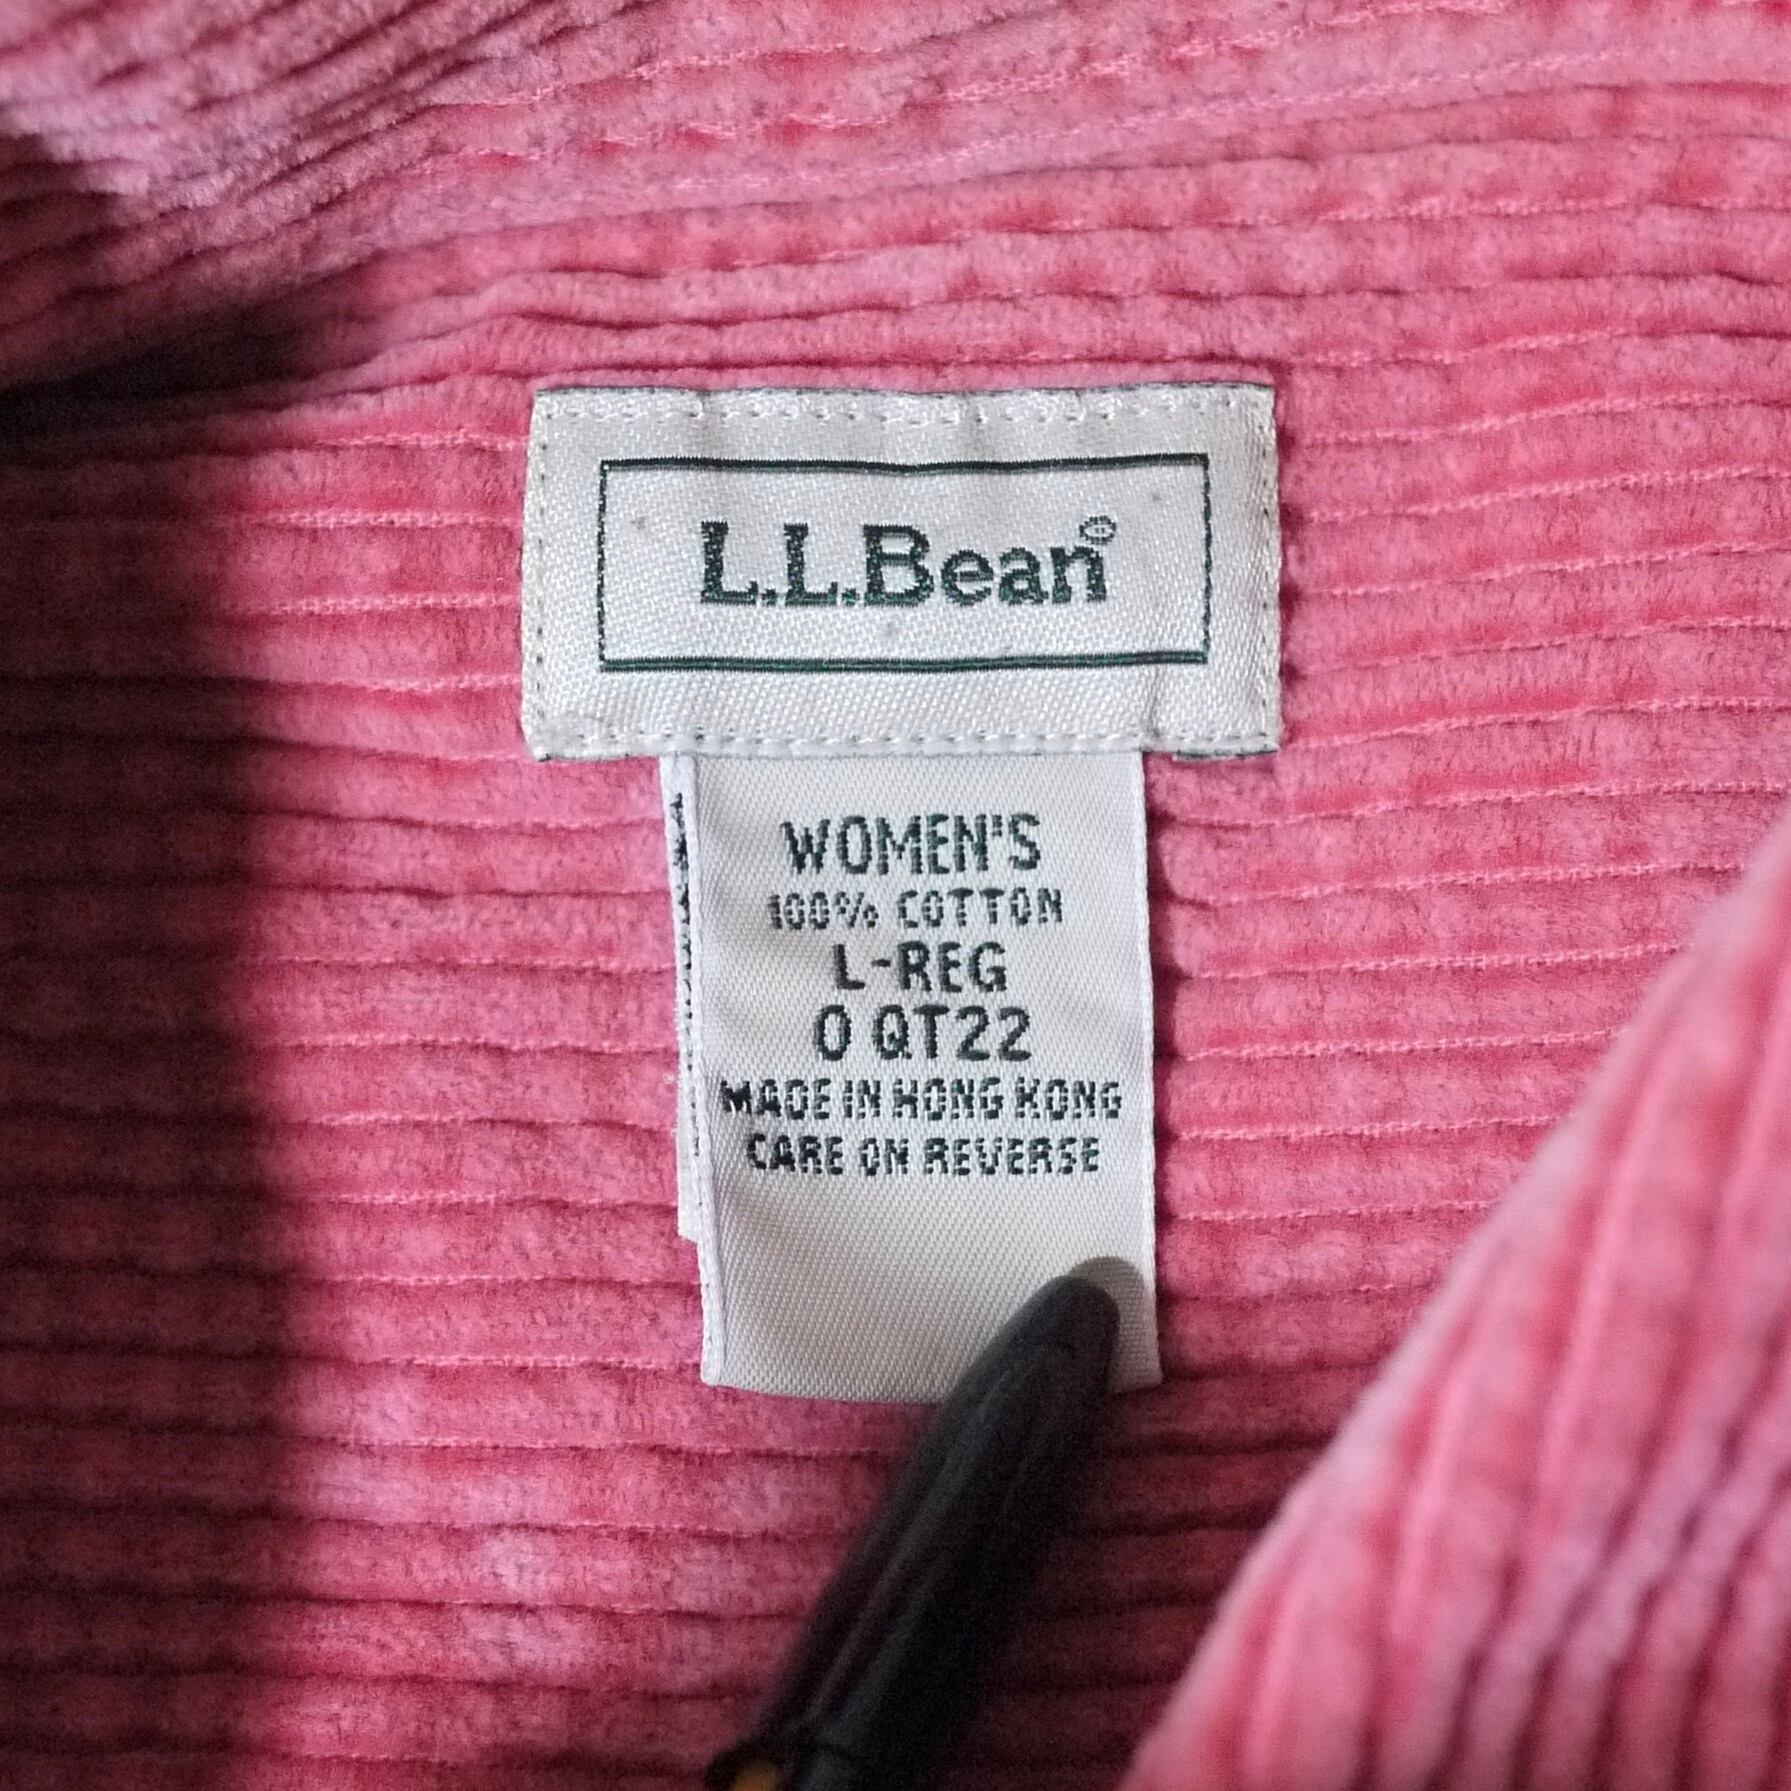 L.L.Bean®
WOMEN'S
100% COTTON
L-REG
0 QT22
MADE IN HONG KONG
CARE ON REVERSE